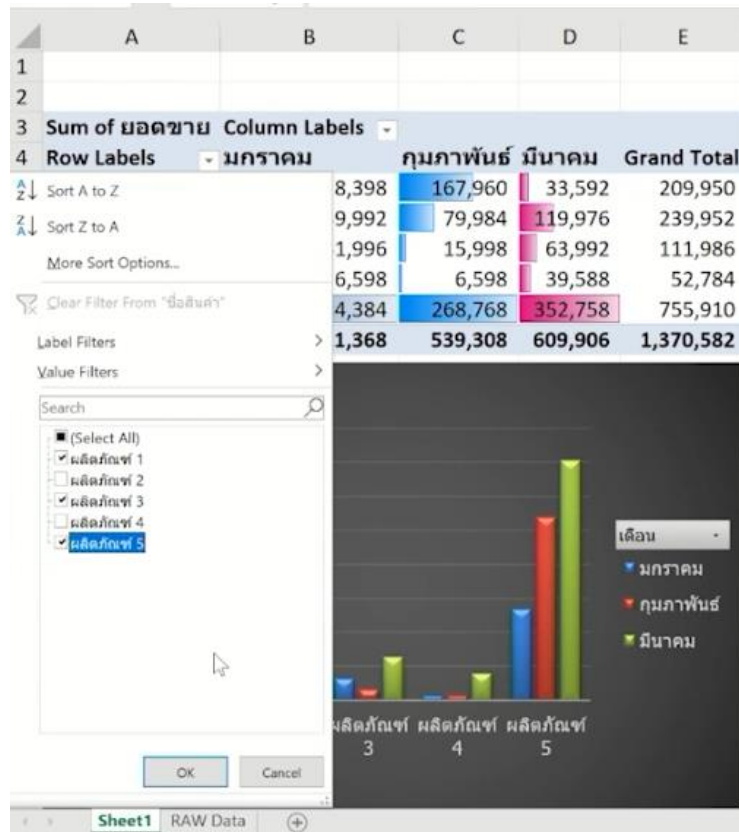 A B C D E
1
2
3 Sum of ยอดขาย Column Labels
4 Row Labels มกราคม กุมภาพันธ์ มีนาคม Grand Total
Sort A to Z 8,398 167,960 33,592 209,950
Sort Z to A 9,992 79,984 119,976 239,952
More Sort Options... 1,996 15,998 63,992 111,986
6,598 6,598 39,588 52,784
Clear Filter From "ชื่อสินค้า" 4,384 268,768 352,758 755,910
Label Filters 1,368 539,308 609,906 1,370,582
Value Filters
Search
(Select All)
ผลิตภัณฑ์ 1
ผลิตภัณฑ์ 2
ผลิตภัณฑ์ 3
ผลิตภัณฑ์ 4
ผลิตภัณฑ์ 5
เดือน
มกราคม
กุมภาพันธ์
มีนาคม
ผลิตภัณฑ์ ผลิตภัณฑ์ ผลิตภัณฑ์
3 4 5
OK Cancel
Sheet1 RAW Data